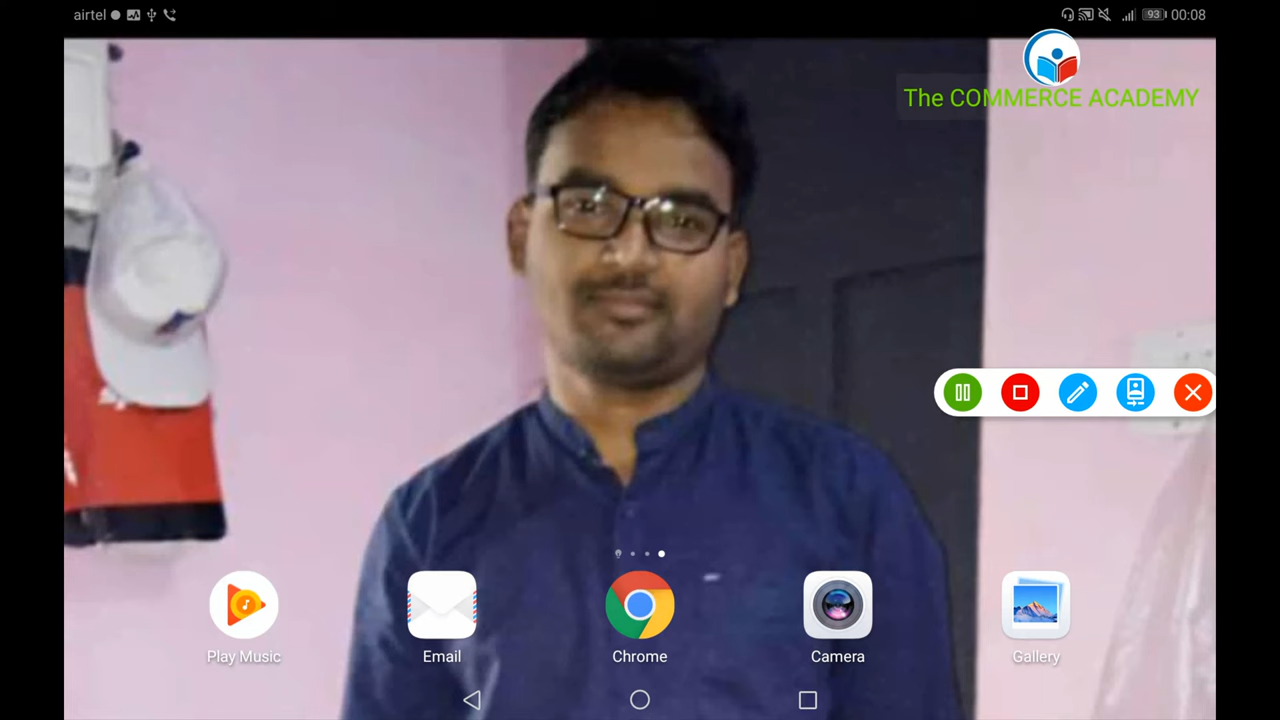 airtel
93 00:08
The COMMERCE ACADEMY
Play Music
Email
Chrome
Camera
Gallery